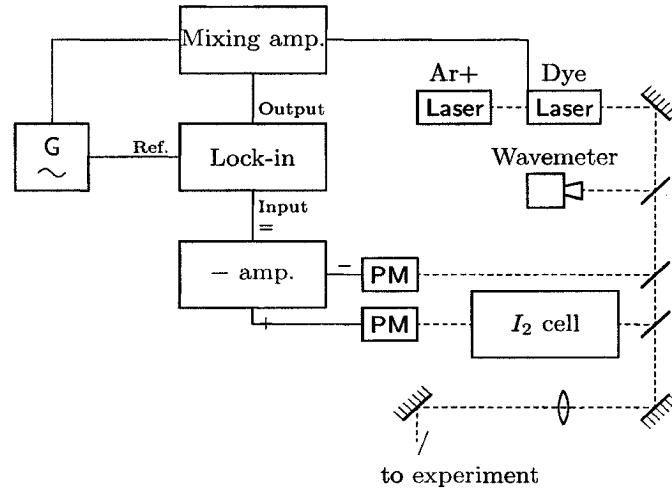 Mixing amp.
Ar+
Dye
Laser
Laser
Output
G
~
Ref.
Lock-in
Wavemeter
Input
=
− amp.
−
PM
+
PM
I₂ cell
to experiment